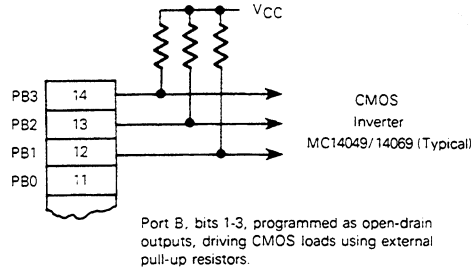 VCC
PB3 14
PB2 13
PB1 12
PB0 11
CMOS
Inverter
MC14049/14069 (Typical)
Port B, bits 1-3, programmed as open-drain
outputs, driving CMOS loads using external
pull-up resistors.